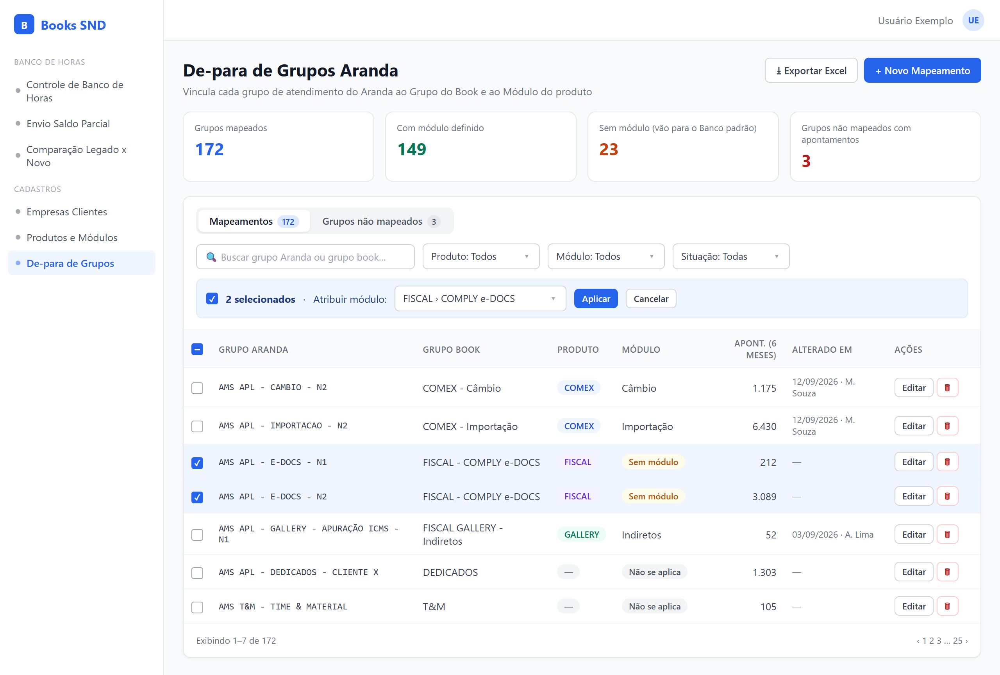 B Books SND
Usuário Exemplo UE
BANCO DE HORAS
Controle de Banco de
Horas
Envio Saldo Parcial
Comparação Legado x
Novo
CADASTROS
Empresas Clientes
Produtos e Módulos
De-para de Grupos
De-para de Grupos Aranda
Vincula cada grupo de atendimento do Aranda ao Grupo do Book e ao Módulo do produto
Exportar Excel
+ Novo Mapeamento
Grupos mapeados
172
Com módulo definido
149
Sem módulo (vão para o Banco padrão)
23
Grupos não mapeados com
apontamentos
3
Mapeamentos 172
Grupos não mapeados 3
Buscar grupo Aranda ou grupo book...
Produto: Todos
Módulo: Todos
Situação: Todas
2 selecionados · Atribuir módulo: FISCAL › COMPLY e-DOCS Aplicar Cancelar
GRUPO ARANDA GRUPO BOOK PRODUTO MÓDULO APONT. (6
MESES) ALTERADO EM AÇÕES
AMS APL - CAMBIO - N2 COMEX - Câmbio COMEX Câmbio 1.175 12/09/2026 · M.
Souza Editar
AMS APL - IMPORTACAO - N2 COMEX - Importação COMEX Importação 6.430 12/09/2026 · M.
Souza Editar
AMS APL - E-DOCS - N1 FISCAL - COMPLY e-DOCS FISCAL Sem módulo 212 — Editar
AMS APL - E-DOCS - N2 FISCAL - COMPLY e-DOCS FISCAL Sem módulo 3.089 — Editar
AMS APL - GALLERY - APURAÇÃO ICMS -
N1
FISCAL GALLERY -
Indiretos
GALLERY Indiretos 52 03/09/2026 · A. Lima Editar
AMS APL - DEDICADOS - CLIENTE X DEDICADOS — Não se aplica 1.303 — Editar
AMS T&M - TIME & MATERIAL T&M — Não se aplica 105 — Editar
Exibindo 1–7 de 172
‹ 1 2 3 ... 25 ›